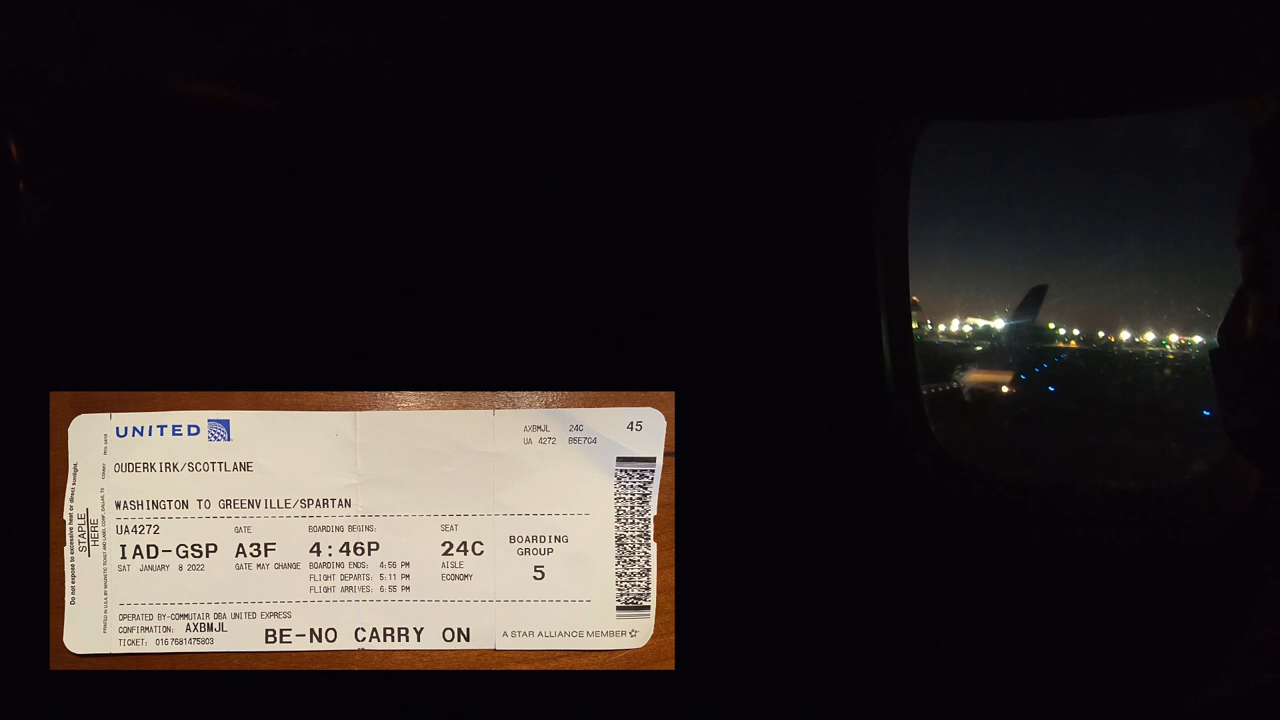 UNITED
AXBMJL 24C 45
UA 4272 B5E7C4
OUDERKIRK/SCOTTLANE
WASHINGTON TO GREENVILLE/SPARTAN
UA4272 GATE BOARDING BEGINS: SEAT
IAD-GSP A3F 4:46P 24C
SAT JANUARY 8 2022 GATE MAY CHANGE BOARDING ENDS: 4:56 PM AISLE
FLIGHT DEPARTS: 5:11 PM ECONOMY
FLIGHT ARRIVES: 6:55 PM
BOARDING
GROUP
5
OPERATED BY-COMMUTAIR DBA UNITED EXPRESS
CONFIRMATION: AXBMJL
TICKET: 0167681475803
BE-NO CARRY ON
A STAR ALLIANCE MEMBER
Do not expose to excessive heat or direct sunlight.
STAPLE
HERE